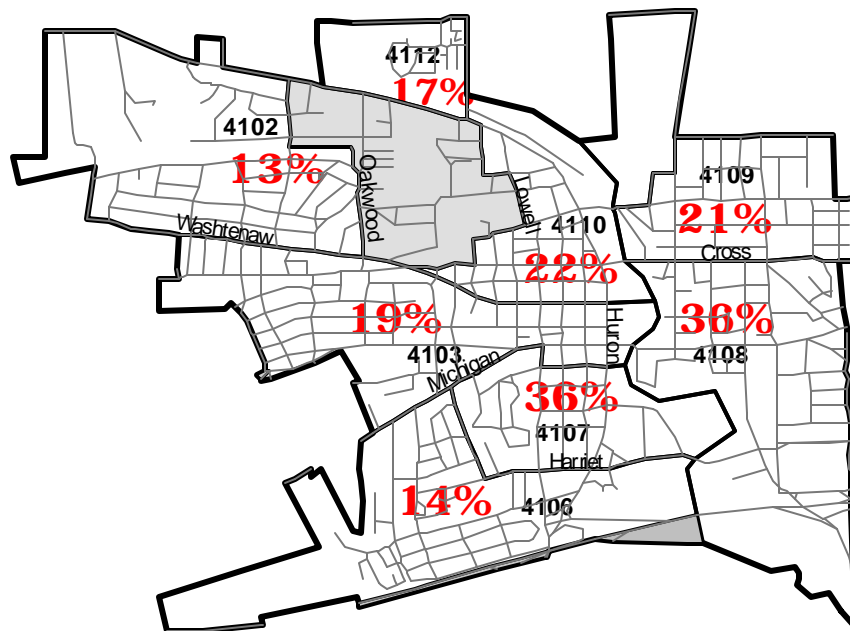 4112
17%
4102
13%
Oakwood
Lowell
4109
21%
Cross
Washtenaw
4110
22%
19%
4103
Huron
36%
4108
Michigan
36%
4107
Harriet
14%
4106